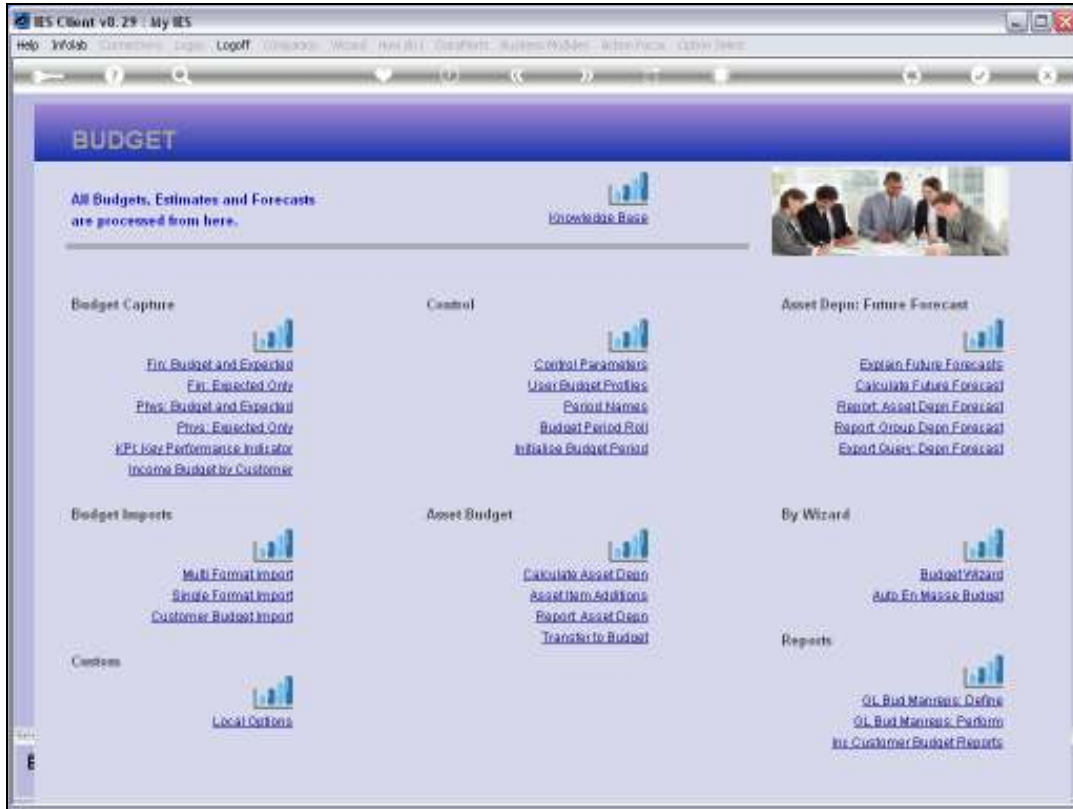 IES Client v8.29 : My IES
Help Infolab Logoff
BUDGET
All Budgets, Estimates and Forecasts
are processed from here.
Knowledge Base
Budget Capture
Fin: Budget and Expected
Fin: Expected Only
Phys: Budget and Expected
Phys: Expected Only
KPI: Key Performance Indicator
Income Budget by Customer
Control
Control Parameters
User Budget Profiles
Period Names
Budget Period Roll
Initialise Budget Period
Asset Depn: Future Forecast
Explain Future Forecasts
Calculate Future Forecast
Report: Asset Depn Forecast
Report: Group Depn Forecast
Export Query: Depn Forecast
Budget Imports
Multi Format Import
Single Format Import
Customer Budget Import
Asset Budget
Calculate Asset Depn
Asset Item Additions
Report Asset Depn
Transfer to Budget
By Wizard
Budget Wizard
Auto En Masse Budget
Custom
Local Options
Reports
GL Bud Manreps: Define
GL Bud Manreps: Perform
Inc Customer Budget Reports